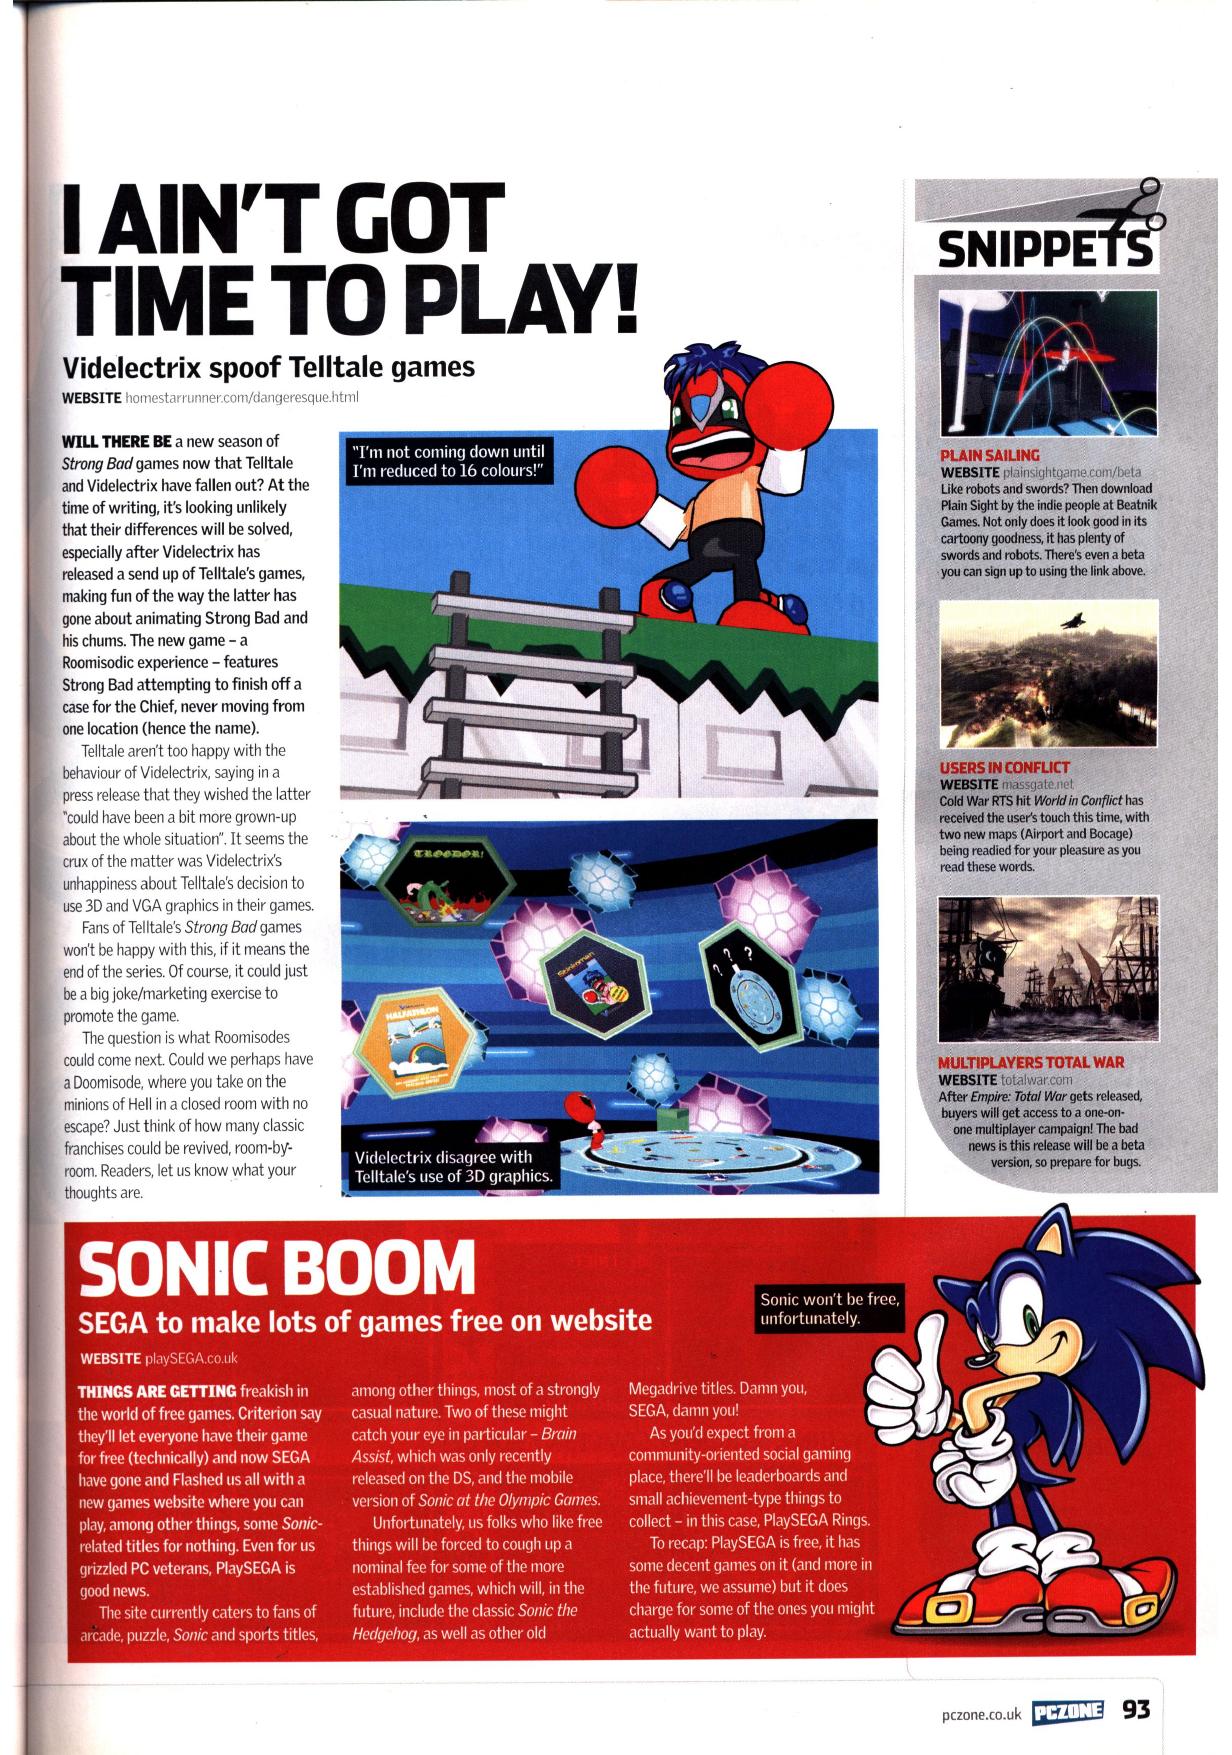 I AIN'T GOT
TIME TO PLAY!
Videlectrix spoof Telltale games
WEBSITE homestarrunner.com/dangeresque.html
WILL THERE BE a new season of
Strong Bad games now that Telltale
and Videlectrix have fallen out? At the
time of writing, it's looking unlikely
that their differences will be solved,
especially after Videlectrix has
released a send up of Telltale's games,
making fun of the way the latter has
gone about animating Strong Bad and
his chums. The new game – a
Roomisodic experience – features
Strong Bad attempting to finish off a
case for the Chief, never moving from
one location (hence the name).
Telltale aren't too happy with the
behaviour of Videlectrix, saying in a
press release that they wished the latter
"could have been a bit more grown-up
about the whole situation". It seems the
crux of the matter was Videlectrix's
unhappiness about Telltale's decision to
use 3D and VGA graphics in their games.
Fans of Telltale's Strong Bad games
won't be happy with this, if it means the
end of the series. Of course, it could just
be a big joke/marketing exercise to
promote the game.
The question is what Roomisodes
could come next. Could we perhaps have
a Doomisode, where you take on the
minions of Hell in a closed room with no
escape? Just think of how many classic
franchises could be revived, room-by-
room. Readers, let us know what your
thoughts are.
"I'm not coming down until
I'm reduced to 16 colours!"
TROGDOR!
Stinkoman
HALFATHLON
Videlectrix disagree with
Telltale's use of 3D graphics.
SNIPPETS
PLAIN SAILING
WEBSITE plainsightgame.com/beta
Like robots and swords? Then download
Plain Sight by the indie people at Beatnik
Games. Not only does it look good in its
cartoony goodness, it has plenty of
swords and robots. There's even a beta
you can sign up to using the link above.
USERS IN CONFLICT
WEBSITE massgate.net
Cold War RTS hit World in Conflict has
received the user's touch this time, with
two new maps (Airport and Bocage)
being readied for your pleasure as you
read these words.
MULTIPLAYERS TOTAL WAR
WEBSITE totalwar.com
After Empire: Total War gets released,
buyers will get access to a one-on-
one multiplayer campaign! The bad
news is this release will be a beta
version, so prepare for bugs.
SONIC BOOM
SEGA to make lots of games free on website
WEBSITE playSEGA.co.uk
THINGS ARE GETTING freakish in
the world of free games. Criterion say
they'll let everyone have their game
for free (technically) and now SEGA
have gone and Flashed us all with a
new games website where you can
play, among other things, some Sonic-
related titles for nothing. Even for us
grizzled PC veterans, PlaySEGA is
good news.
The site currently caters to fans of
arcade, puzzle, Sonic and sports titles,
among other things, most of a strongly
casual nature. Two of these might
catch your eye in particular – Brain
Assist, which was only recently
released on the DS, and the mobile
version of Sonic at the Olympic Games.
Unfortunately, us folks who like free
things will be forced to cough up a
nominal fee for some of the more
established games, which will, in the
future, include the classic Sonic the
Hedgehog, as well as other old
Megadrive titles. Damn you,
SEGA, damn you!
As you'd expect from a
community-oriented social gaming
place, there'll be leaderboards and
small achievement-type things to
collect – in this case, PlaySEGA Rings.
To recap: PlaySEGA is free, it has
some decent games on it (and more in
the future, we assume) but it does
charge for some of the ones you might
actually want to play.
Sonic won't be free,
unfortunately.
pczone.co.uk PCZONE 93